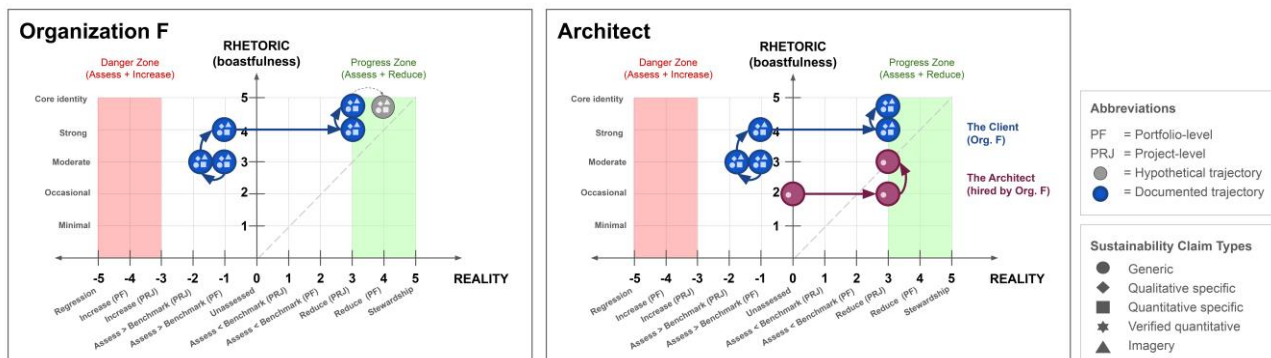 Organization F
RHETORIC
(boastfulness)
Danger Zone
(Assess + Increase)
Progress Zone
(Assess + Reduce)
Core identity
Strong
Moderate
Occasional
Minimal
5
4
3
2
1
-5
-4
-3
-2
-1
0
1
2
3
4
5
REALITY
Regression
Increase (PF)
Increase (PRJ)
Assess > Benchmark (PRJ)
Assess > Benchmark (PF)
Unassessed
Assess < Benchmark (PRJ)
Assess < Benchmark (PF)
Reduce (PRJ)
Reduce (PF)
Stewardship
Architect
RHETORIC
(boastfulness)
Danger Zone
(Assess + Increase)
Progress Zone
(Assess + Reduce)
Core identity
Strong
Moderate
Occasional
Minimal
5
4
3
2
1
The Client
(Org. F)
The Architect
(hired by Org. F)
-5
-4
-3
-2
-1
0
1
2
3
4
5
REALITY
Regression
Increase (PF)
Increase (PRJ)
Assess > Benchmark (PRJ)
Assess > Benchmark (PF)
Unassessed
Assess < Benchmark (PRJ)
Assess < Benchmark (PF)
Reduce (PRJ)
Reduce (PF)
Stewardship
Abbreviations
PF = Portfolio-level
PRJ = Project-level
= Hypothetical trajectory
= Documented trajectory
Sustainability Claim Types
Generic
Qualitative specific
Quantitative specific
Verified quantitative
Imagery